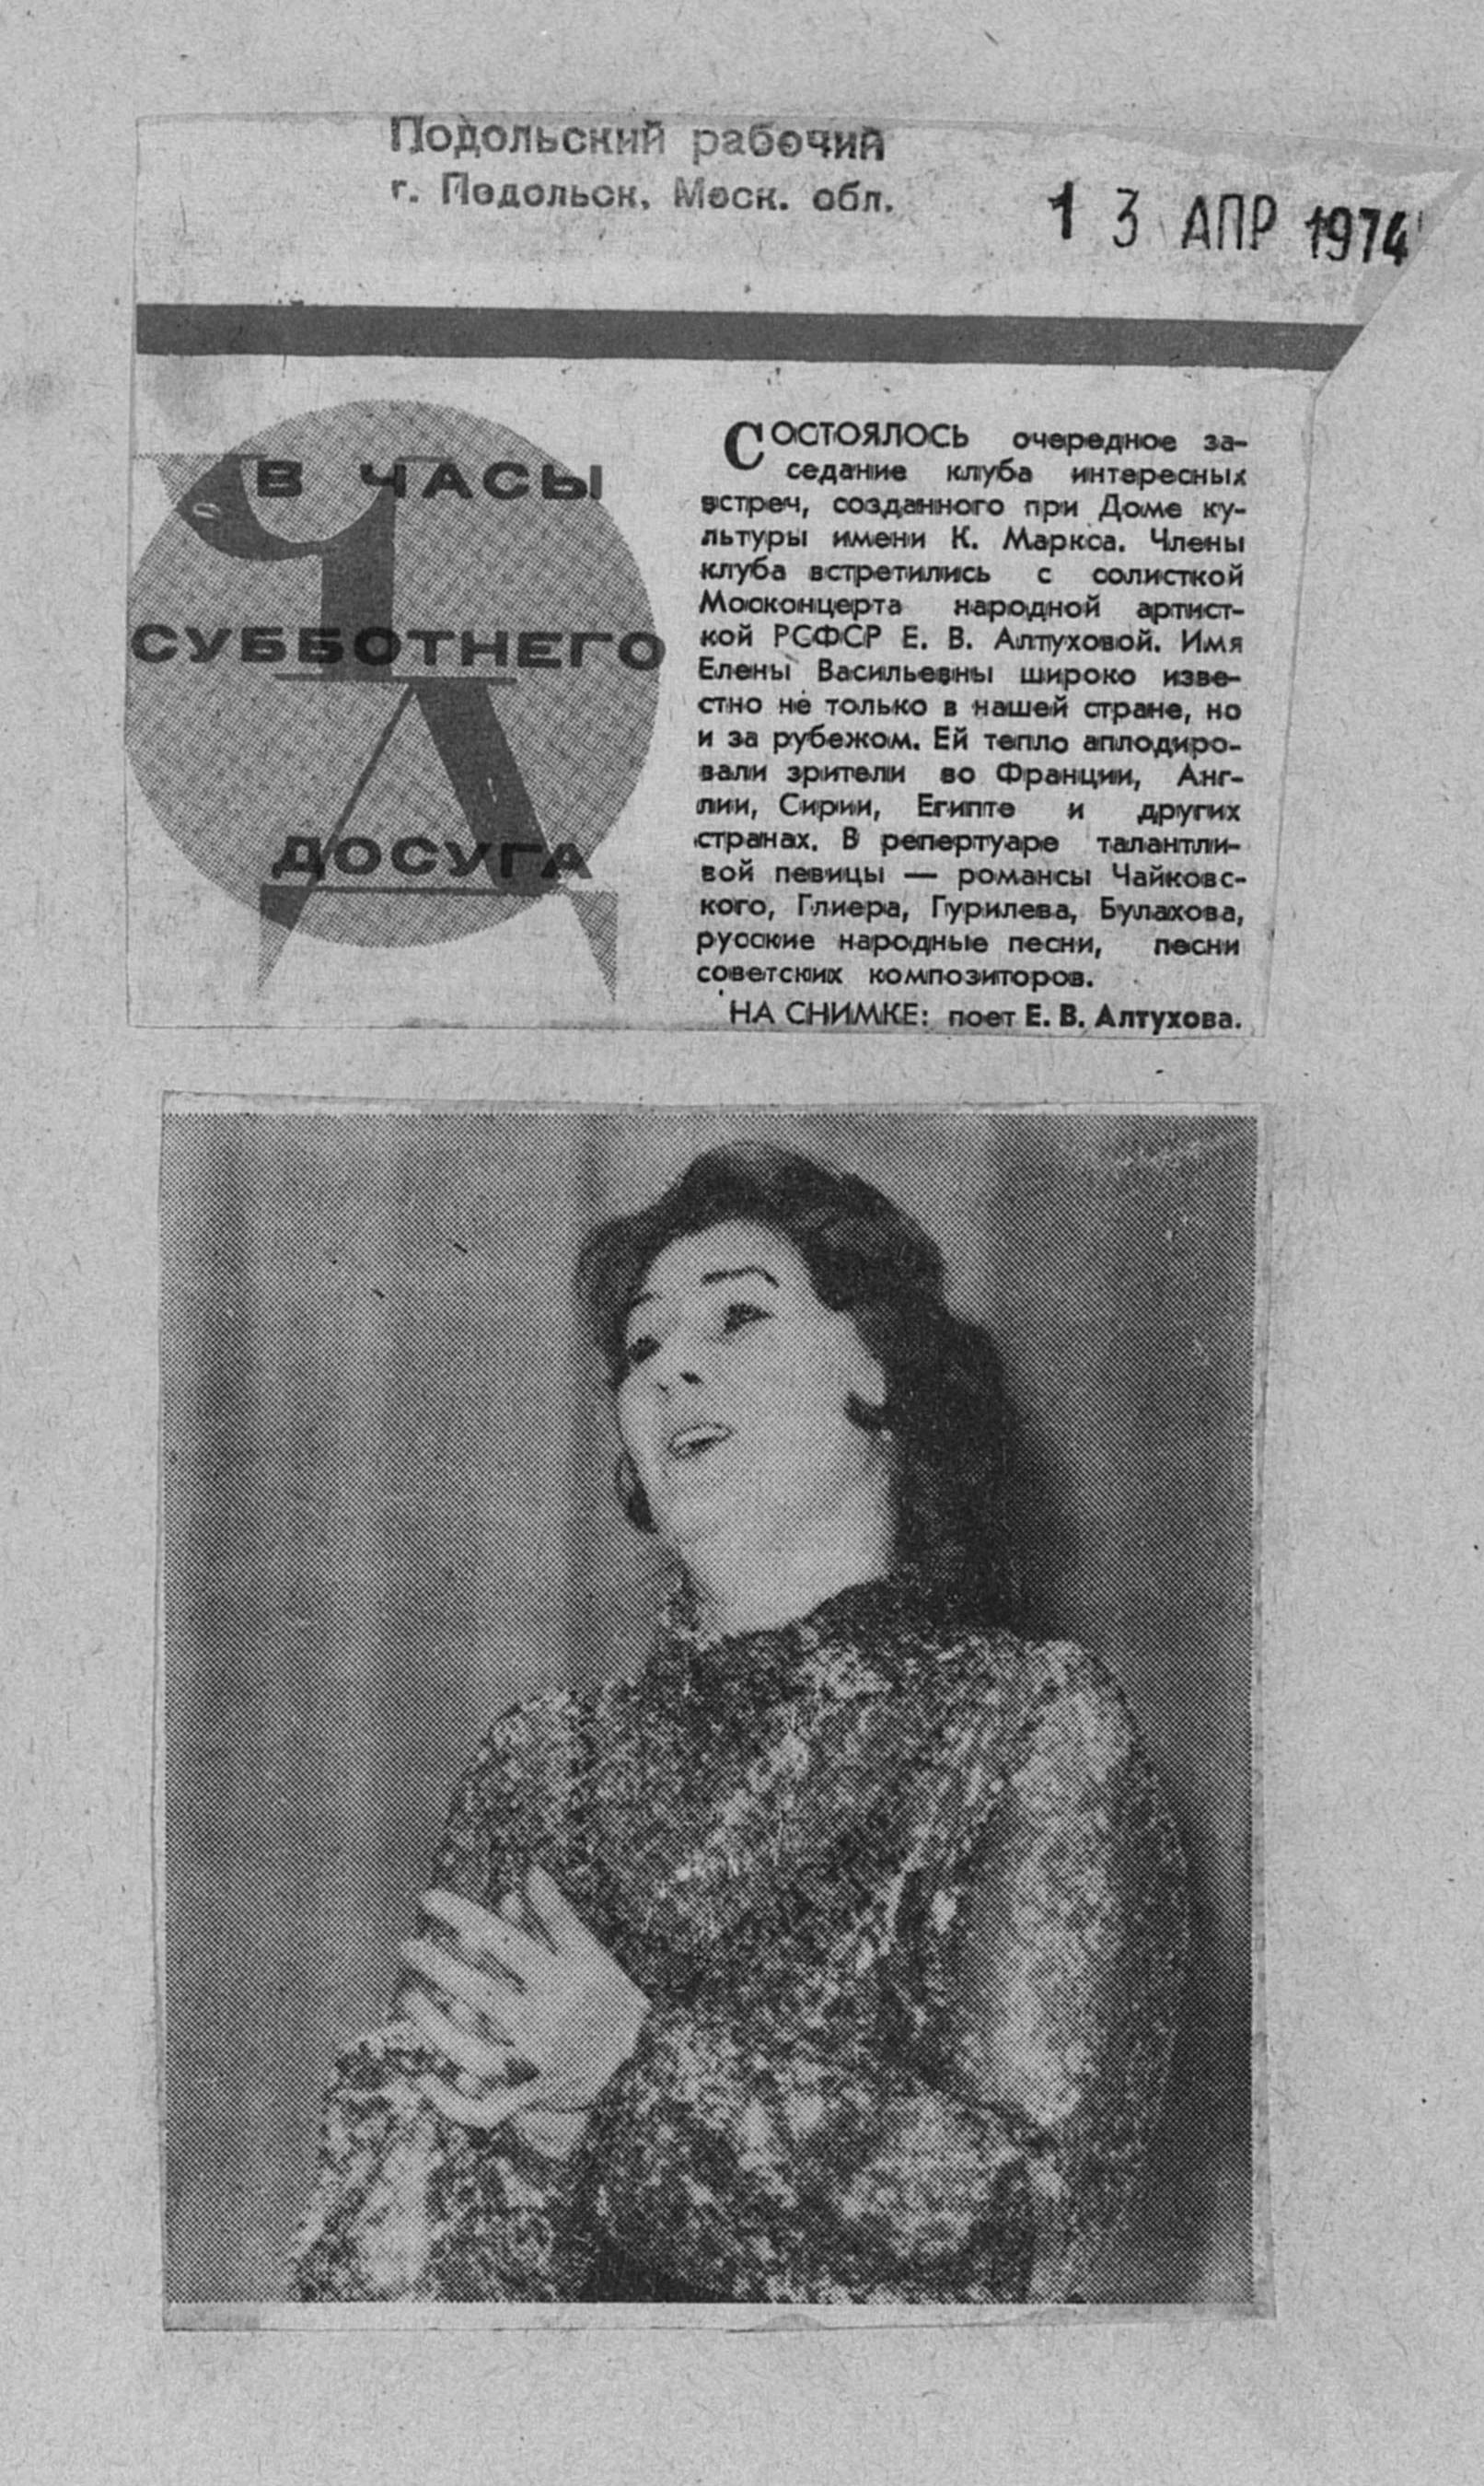 Подольский рабочий
г. Подольск, Моск. обл.
13 АПР 1974
В ЧАСЫ
СУББОТНЕГО
ДОСУГА
СОСТОЯЛОСЬ очередное за-
седание клуба интересных
встреч, созданного при Доме ку-
льтуры имени К. Маркса. Члены
клуба встретились с солисткой
Москонцерта народной артист-
кой РСФСР Е. В. Алтуховой. Имя
Елены Васильевны широко изве-
стно не только в нашей стране, но
и за рубежом. Ей тепло аплодиро-
вали зрители во Франции, Анг-
лии, Сирии, Египте и других
странах. В репертуаре талантли-
вой певицы — романсы Чайковс-
кого, Глиера, Гурилева, Булахова,
русские народные песни, песни
советских композиторов.
НА СНИМКЕ: поет Е. В. Алтухова.